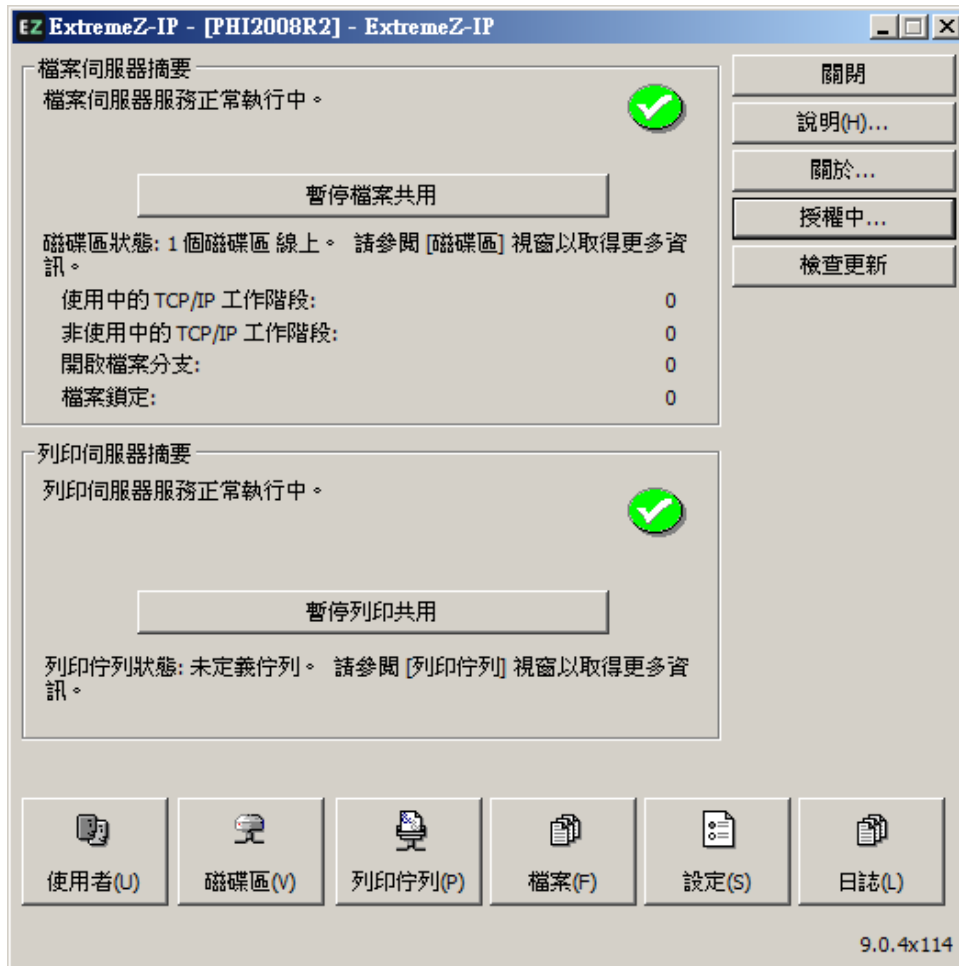 EZ ExtremeZ-IP - [PHI2008R2] - ExtremeZ-IP
檔案伺服器摘要
檔案伺服器服務正常執行中。
暫停檔案共用
磁碟區狀態: 1 個磁碟區 線上。 請參閱 [磁碟區] 視窗以取得更多資
訊。
使用中的 TCP/IP 工作階段: 0
非使用中的 TCP/IP 工作階段: 0
開啟檔案分支: 0
檔案鎖定: 0
列印伺服器摘要
列印伺服器服務正常執行中。
暫停列印共用
列印佇列狀態: 未定義佇列。 請參閱 [列印佇列] 視窗以取得更多資
訊。
關閉
說明(H)...
關於...
授權中...
檢查更新
使用者(U)
磁碟區(V)
列印佇列(P)
檔案(F)
設定(S)
日誌(L)
9.0.4x114